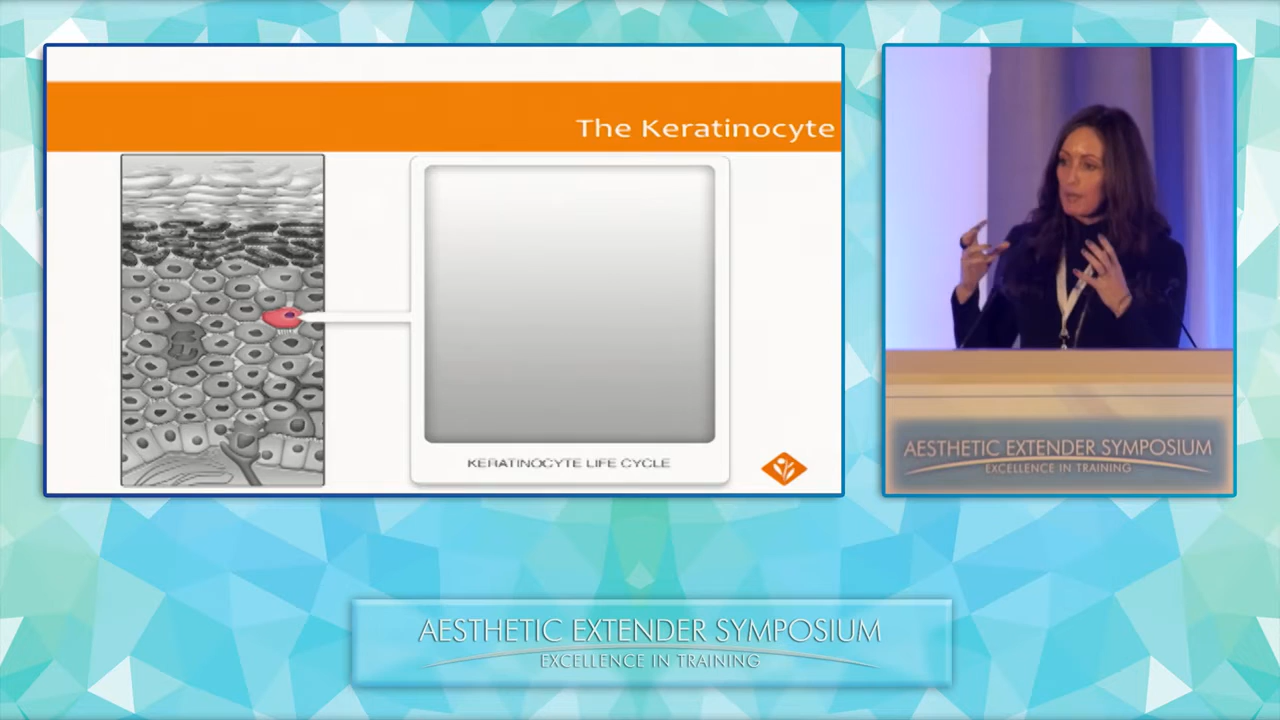 The Keratinocyte
KERATINOCYTE LIFE CYCLE
AESTHETIC EXTENDER SYMPOSIUM
EXCELLENCE IN TRAINING
AESTHETIC EXTENDER SYMPOSIUM
EXCELLENCE IN TRAINING